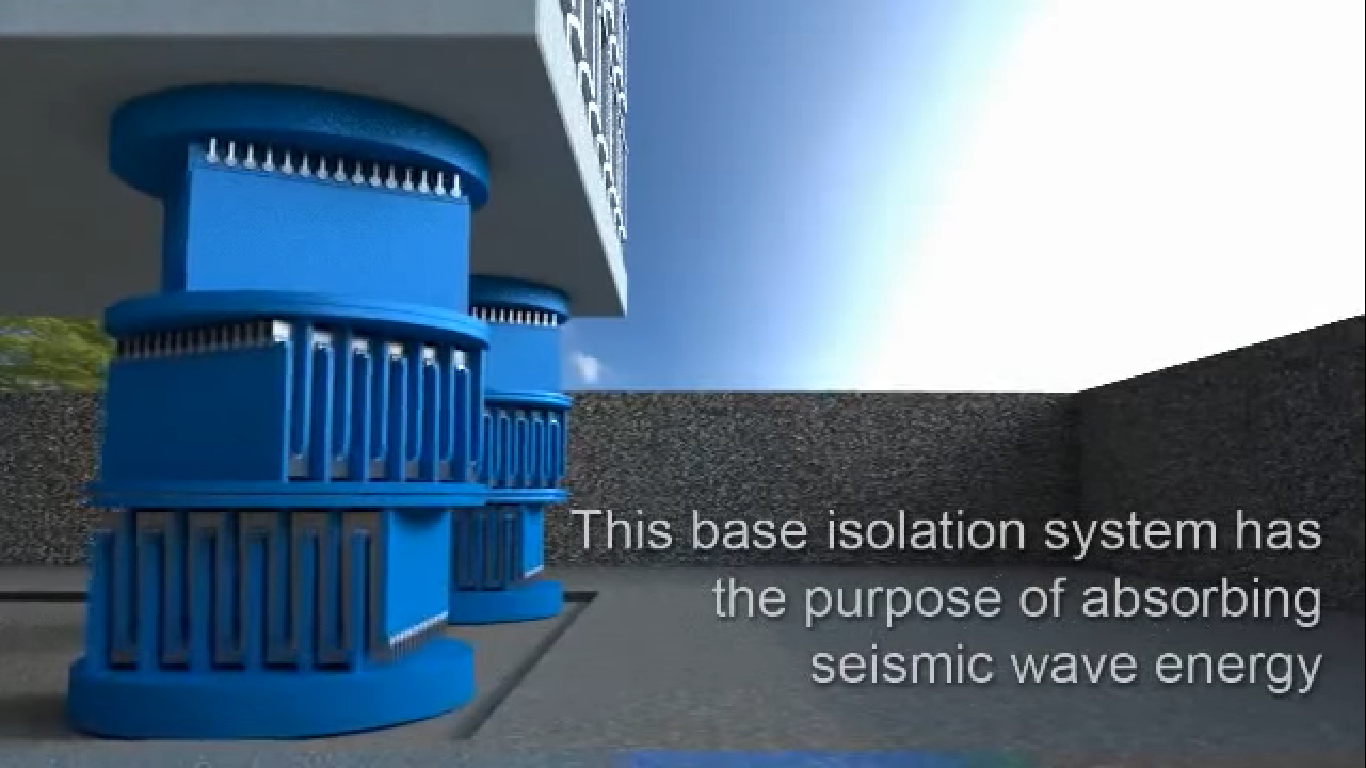 This base isolation system has
the purpose of absorbing
seismic wave energy